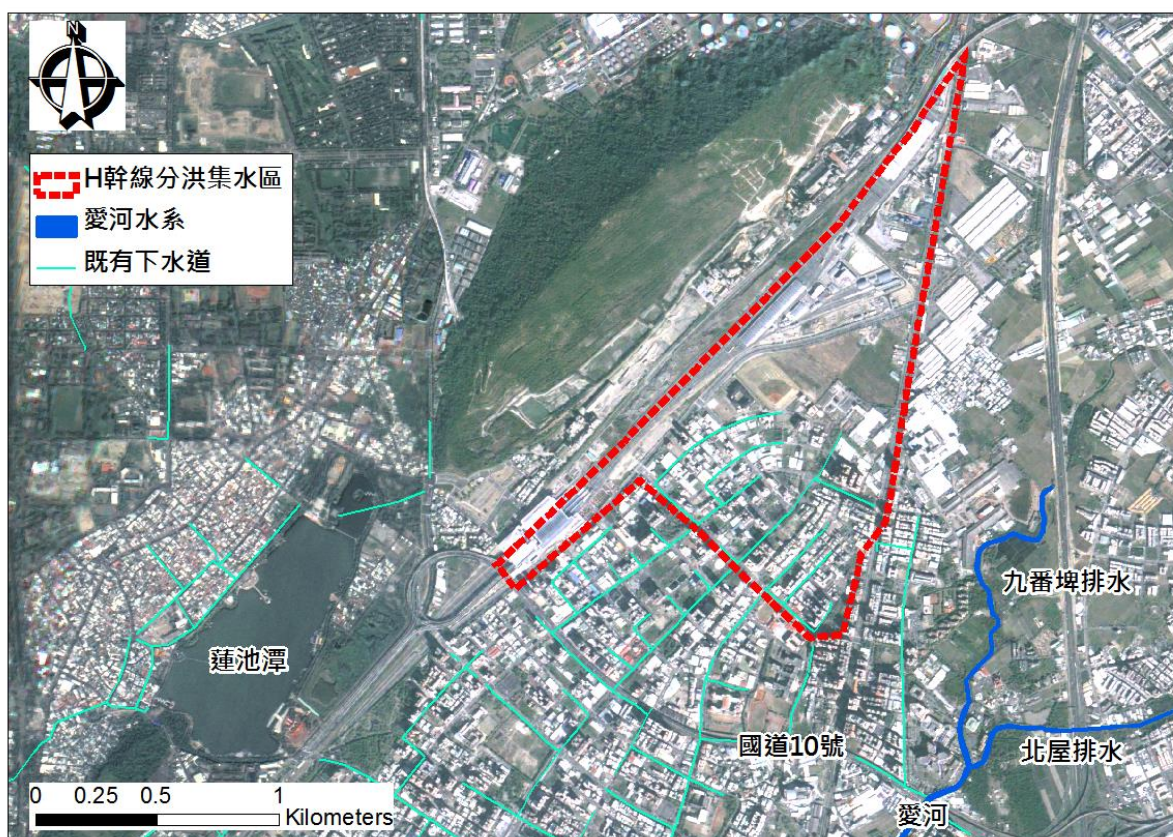 N
H幹線分洪集水區
愛河水系
既有下水道
九番埤排水
蓮池潭
國道10號
北屋排水
愛河
0 0.25 0.5 1
Kilometers